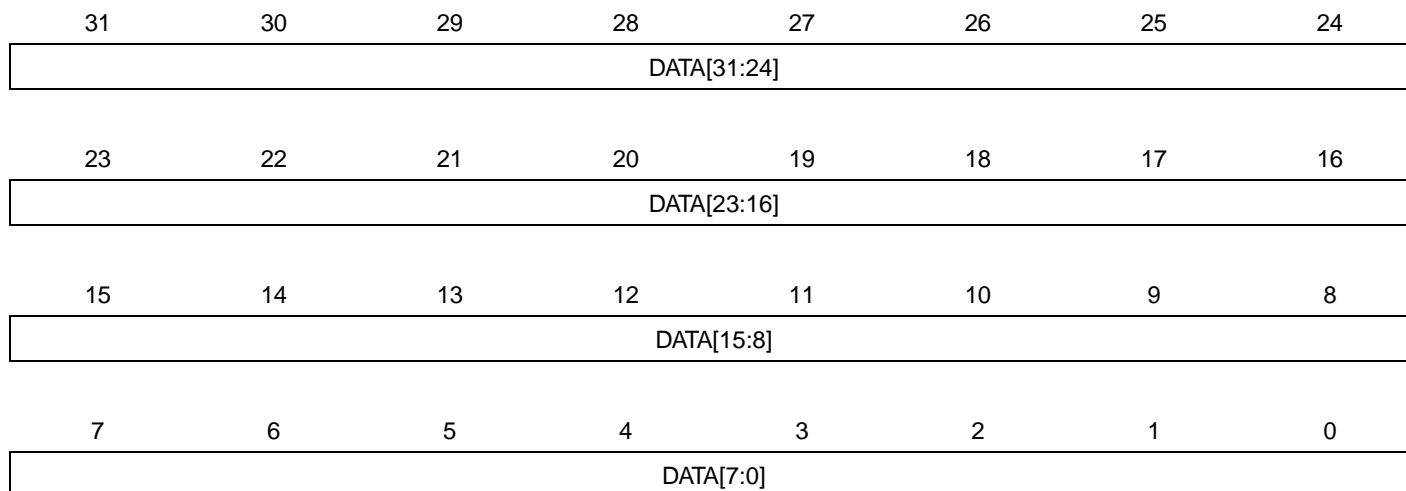 31 30 29 28 27 26 25 24
DATA[31:24]
23 22 21 20 19 18 17 16
DATA[23:16]
15 14 13 12 11 10 9 8
DATA[15:8]
7 6 5 4 3 2 1 0
DATA[7:0]